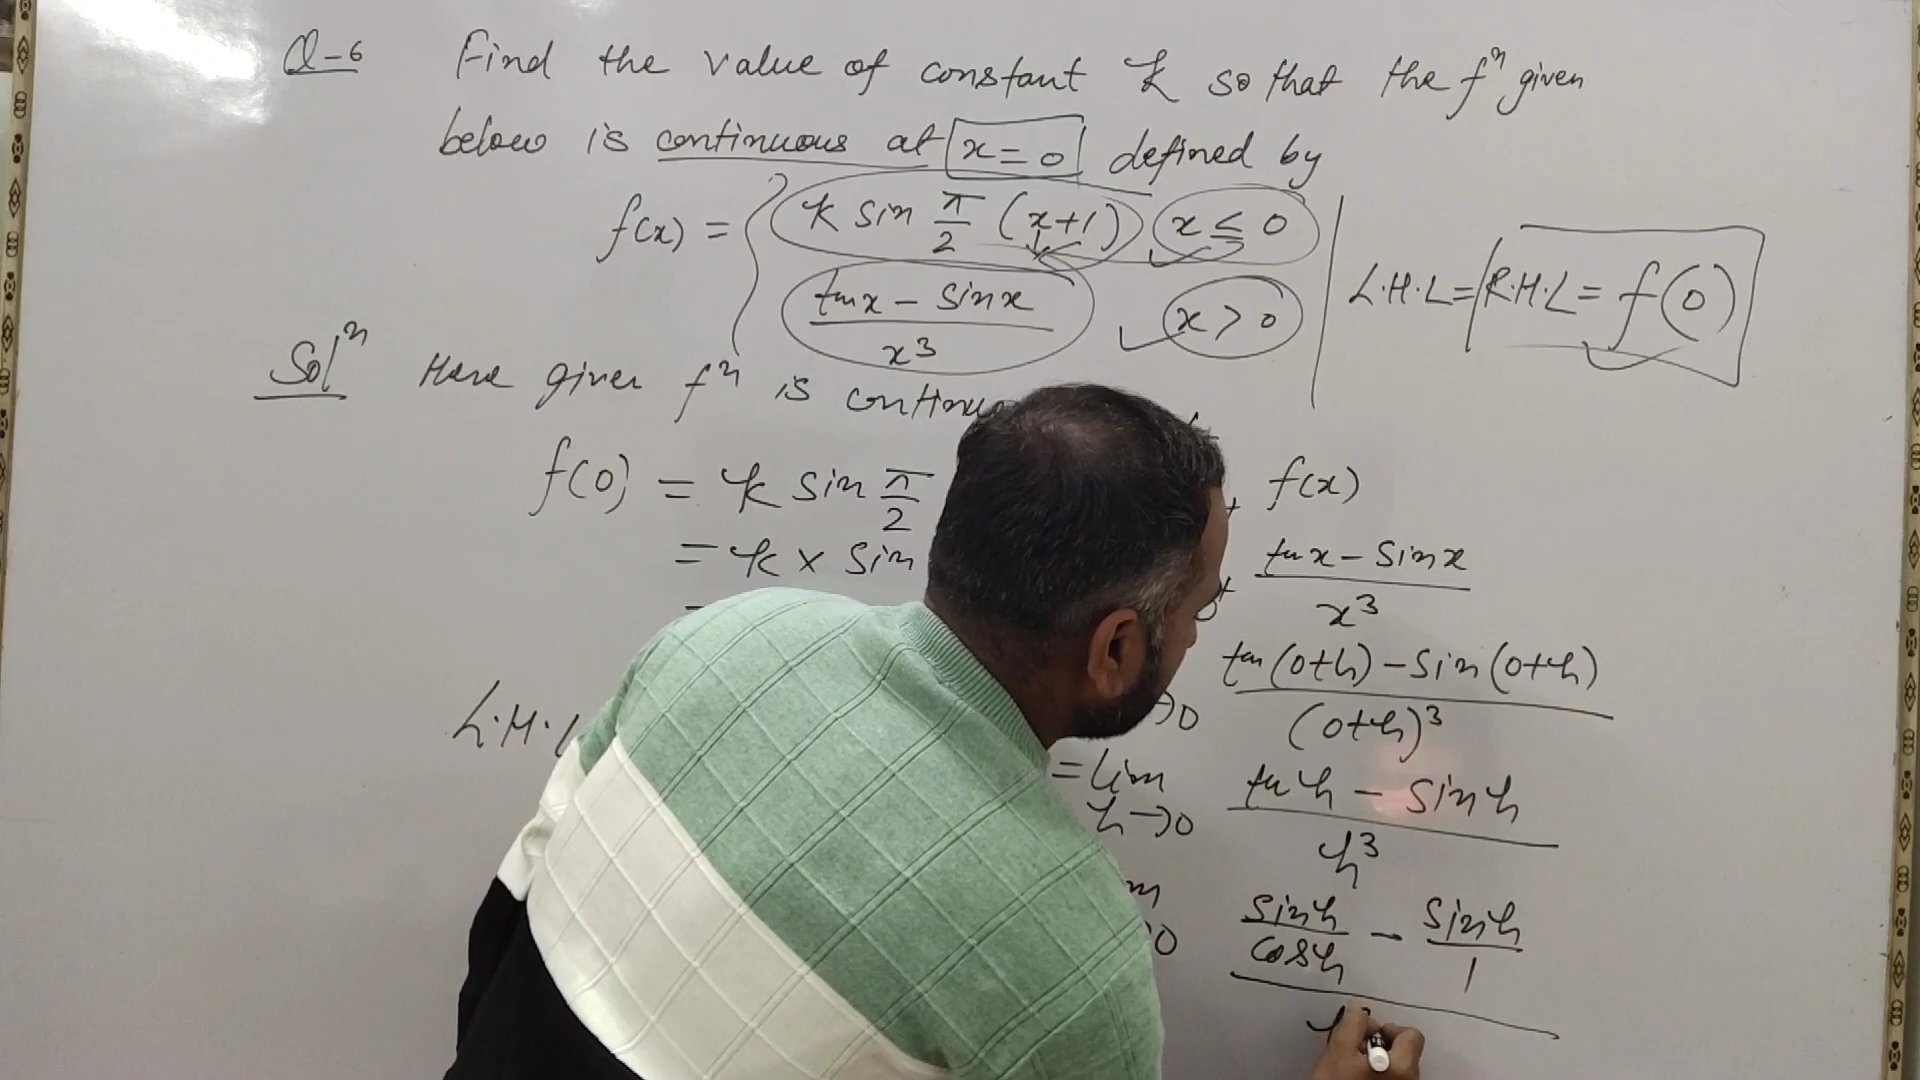 Q-6 Find the value of constant k so that the fⁿ given
below is continuous at x=0 defined by
f(x) = { k sin π/2 (x+1) x ≤ 0
tan x - sin x / x³ x > 0
L.H.L = R.H.L = f(0)
Solⁿ Here given fⁿ is
f(0) = k sin π/2
= k × sin
L.H.L
f(x)
tan x - sin x / x³
tan(0+h) - sin(0+h) / (0+h)³
= lim h→0 tan h - sin h / h³
sin h / cos h - sin h / 1